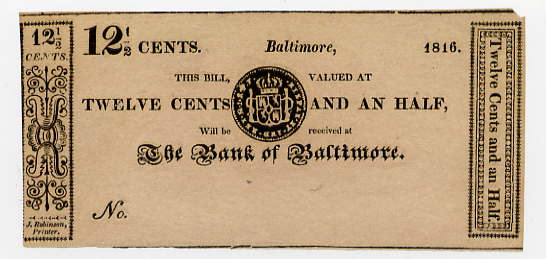 12½
CENTS.
12½ CENTS. Baltimore, 1816.
THIS BILL, VALUED AT
TWELVE CENTS AND AN HALF,
Will be received at
The Bank of Baltimore.
No.
J. Robinson,
Printer.
Twelve Cents and an Half.